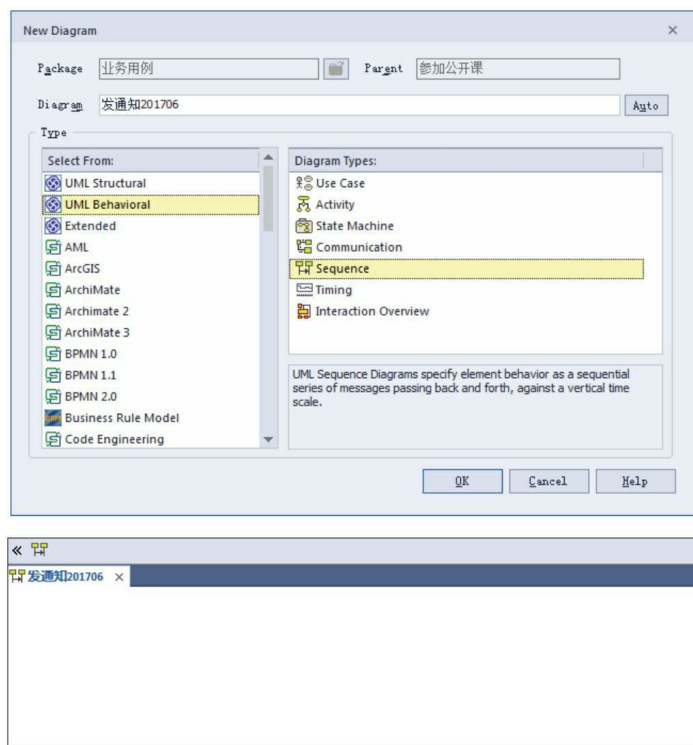 New Diagram
Package 业务用例 Parent 参加公开课
Diagram 发通知201706 Auto
Type
Select From:
UML Structural
UML Behavioral
Extended
AML
ArcGIS
ArchiMate
Archimate 2
ArchiMate 3
BPMN 1.0
BPMN 1.1
BPMN 2.0
Business Rule Model
Code Engineering
Diagram Types:
Use Case
Activity
State Machine
Communication
Sequence
Timing
Interaction Overview
UML Sequence Diagrams specify element behavior as a sequential
series of messages passing back and forth, against a vertical time
scale.
OK Cancel Help
发通知201706